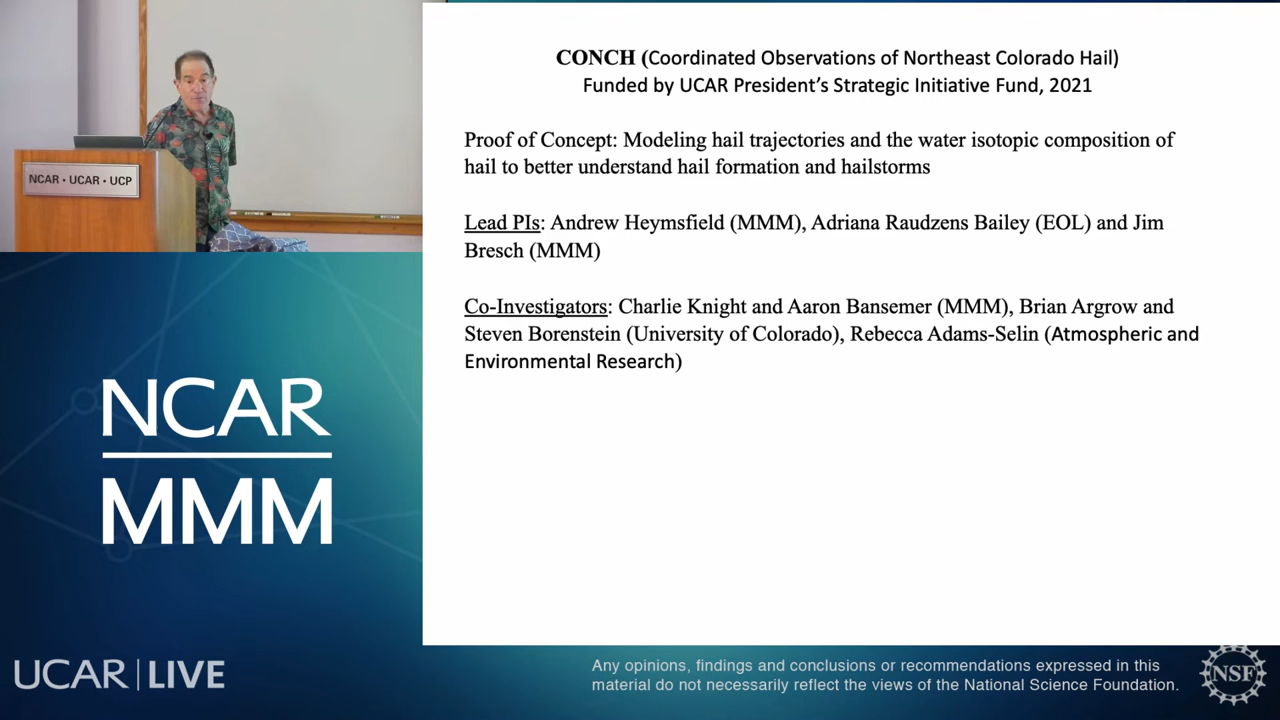 CONCH (Coordinated Observations of Northeast Colorado Hail)
Funded by UCAR President's Strategic Initiative Fund, 2021
Proof of Concept: Modeling hail trajectories and the water isotopic composition of
hail to better understand hail formation and hailstorms
Lead PIs: Andrew Heymsfield (MMM), Adriana Raudzens Bailey (EOL) and Jim
Bresch (MMM)
Co-Investigators: Charlie Knight and Aaron Bansemer (MMM), Brian Argrow and
Steven Borenstein (University of Colorado), Rebecca Adams-Selin (Atmospheric and
Environmental Research)
NCAR • UCAR • UCP
NCAR
MMM
UCAR | LIVE
Any opinions, findings and conclusions or recommendations expressed in this
material do not necessarily reflect the views of the National Science Foundation.
NSF